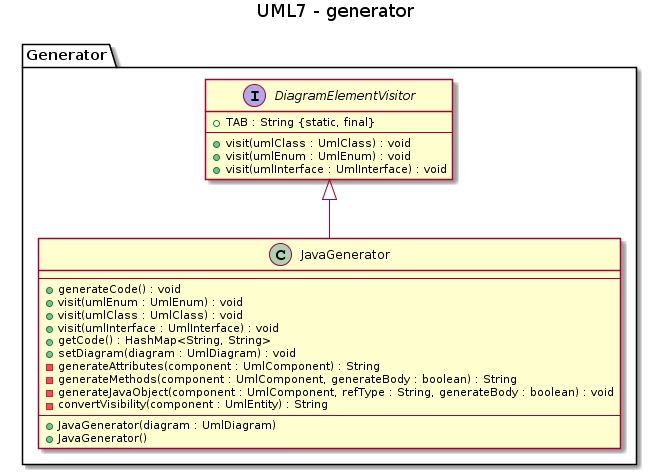 UML7 - generator
Generator
I DiagramElementVisitor
TAB : String {static, final}
visit(umlClass : UmlClass) : void
visit(umlEnum : UmlEnum) : void
visit(umlInterface : UmlInterface) : void
C JavaGenerator
generateCode() : void
visit(umlEnum : UmlEnum) : void
visit(umlClass : UmlClass) : void
visit(umlInterface : UmlInterface) : void
getCode() : HashMap<String, String>
setDiagram(diagram : UmlDiagram) : void
generateAttributes(component : UmlComponent) : String
generateMethods(component : UmlComponent, generateBody : boolean) : String
generateJavaObject(component : UmlComponent, refType : String, generateBody : boolean) : void
convertVisibility(component : UmlEntity) : String
JavaGenerator(diagram : UmlDiagram)
JavaGenerator()